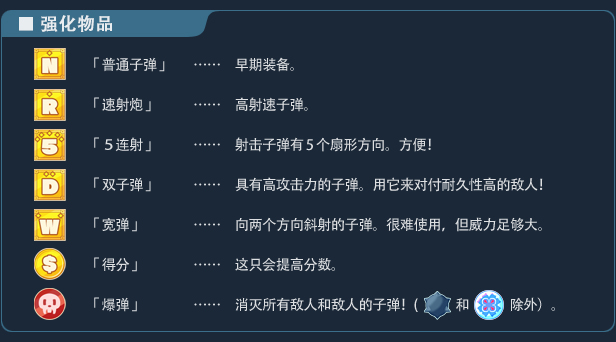 强化物品
N 「普通子弹」 …… 早期装备。
R 「速射炮」 …… 高射速子弹。
5 「5连射」 …… 射击子弹有5个扇形方向。方便！
D 「双子弹」 …… 具有高攻击力的子弹。用它来对付耐久性高的敌人！
W 「宽弹」 …… 向两个方向斜射的子弹。很难使用，但威力足够大。
$ 「得分」 …… 这只会提高分数。
「爆弹」 …… 消灭所有敌人和敌人的子弹！( 和 除外）。